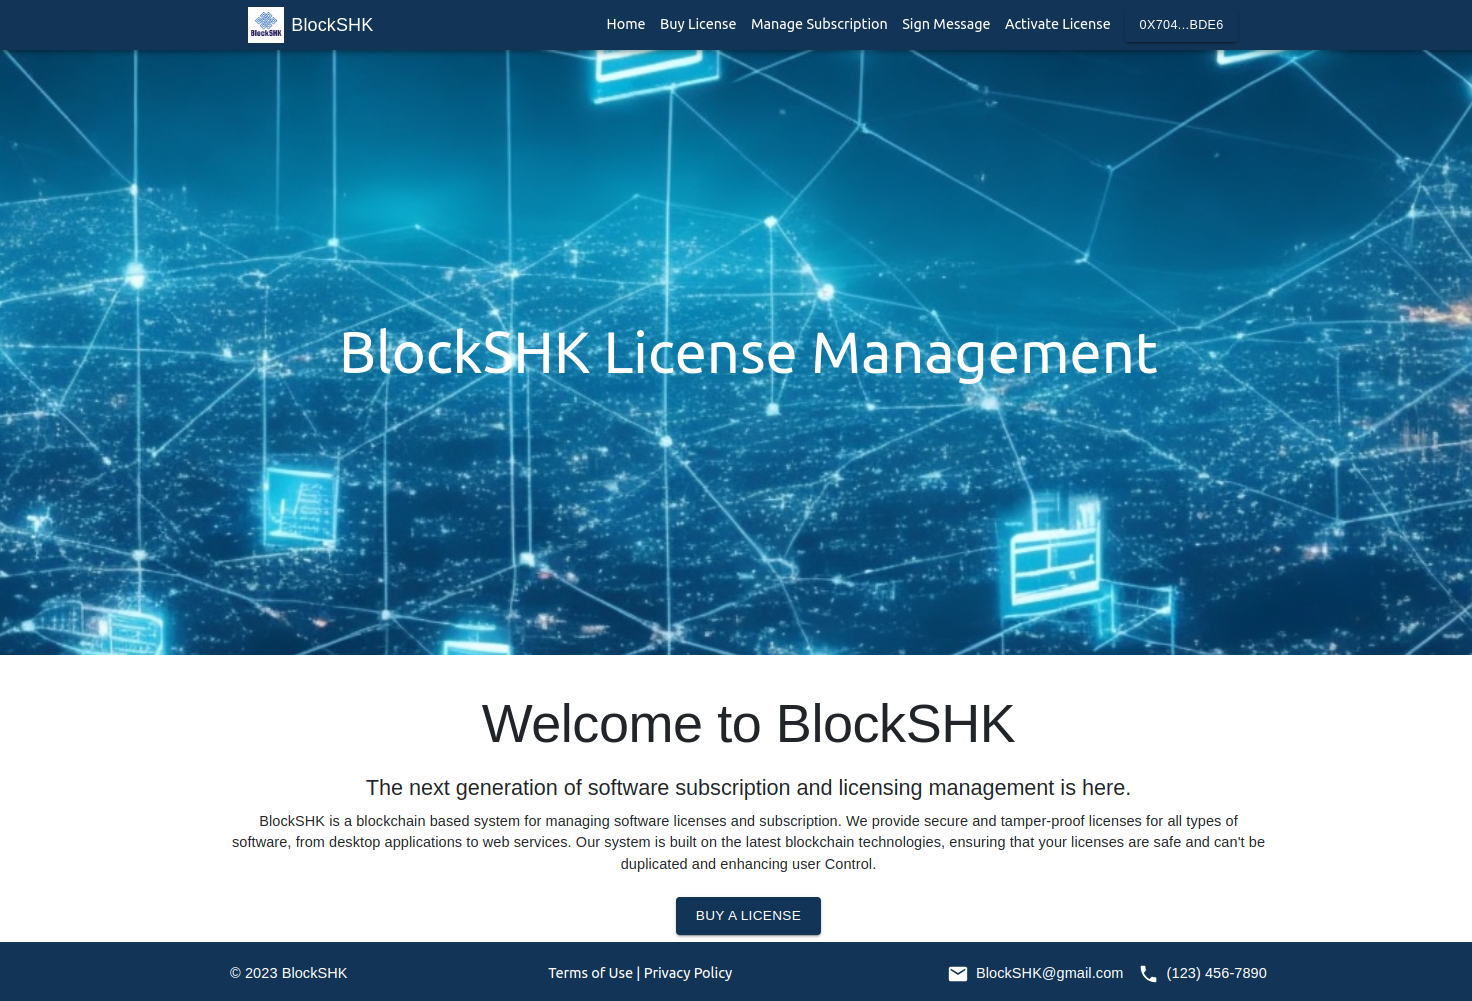 BlockSHK
BlockSHK
Home
Buy License
Manage Subscription
Sign Message
Activate License
0X704...BDE6
BlockSHK License Management
Welcome to BlockSHK
The next generation of software subscription and licensing management is here.
BlockSHK is a blockchain based system for managing software licenses and subscription. We provide secure and tamper-proof licenses for all types of
software, from desktop applications to web services. Our system is built on the latest blockchain technologies, ensuring that your licenses are safe and can't be
duplicated and enhancing user Control.
BUY A LICENSE
© 2023 BlockSHK
Terms of Use | Privacy Policy
BlockSHK@gmail.com
(123) 456-7890